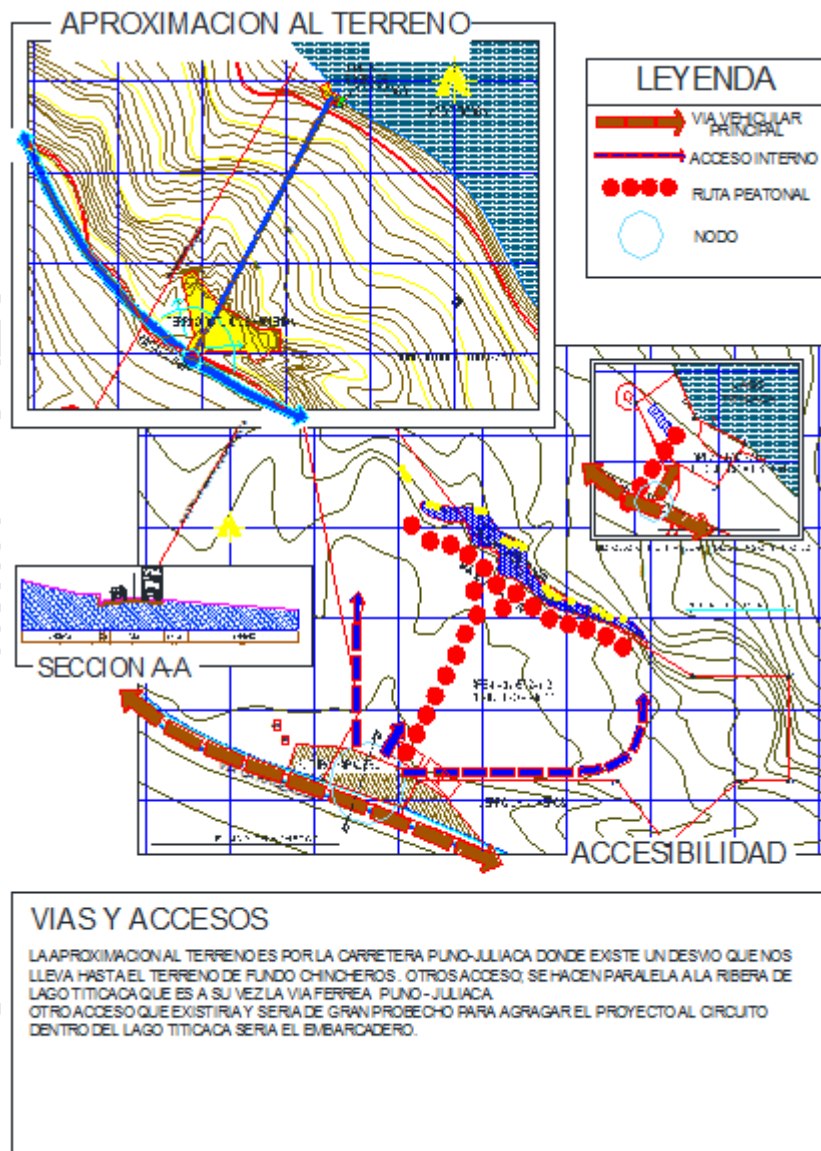 APROXIMACION AL TERRENO
LEYENDA
VIA VEHICULAR
PRINCIPAL
ACCESO INTERNO
RUTA PEATONAL
NODO
SECCION A-A
ACCESIBILIDAD
VIAS Y ACCESOS
LA APROXIMACION AL TERRENO ES POR LA CARRETERA PUNO-JULIACA DONDE EXISTE UN DESVIO QUE NOS
LLEVA HASTA EL TERRENO DE FUNDO CHINCHEROS . OTROS ACCESO; SE HACEN PARALELA A LA RIBERA DE
LAGO TITICACA QUE ES A SU VEZ LA VIA FERREA PUNO - JULIACA.
OTRO ACCESO QUE EXISTIRIA Y SERIA DE GRAN PROBECHO PARA AGRAGAR EL PROYECTO AL CIRCUITO
DENTRO DEL LAGO TITICACA SERIA EL EMBARCADERO.